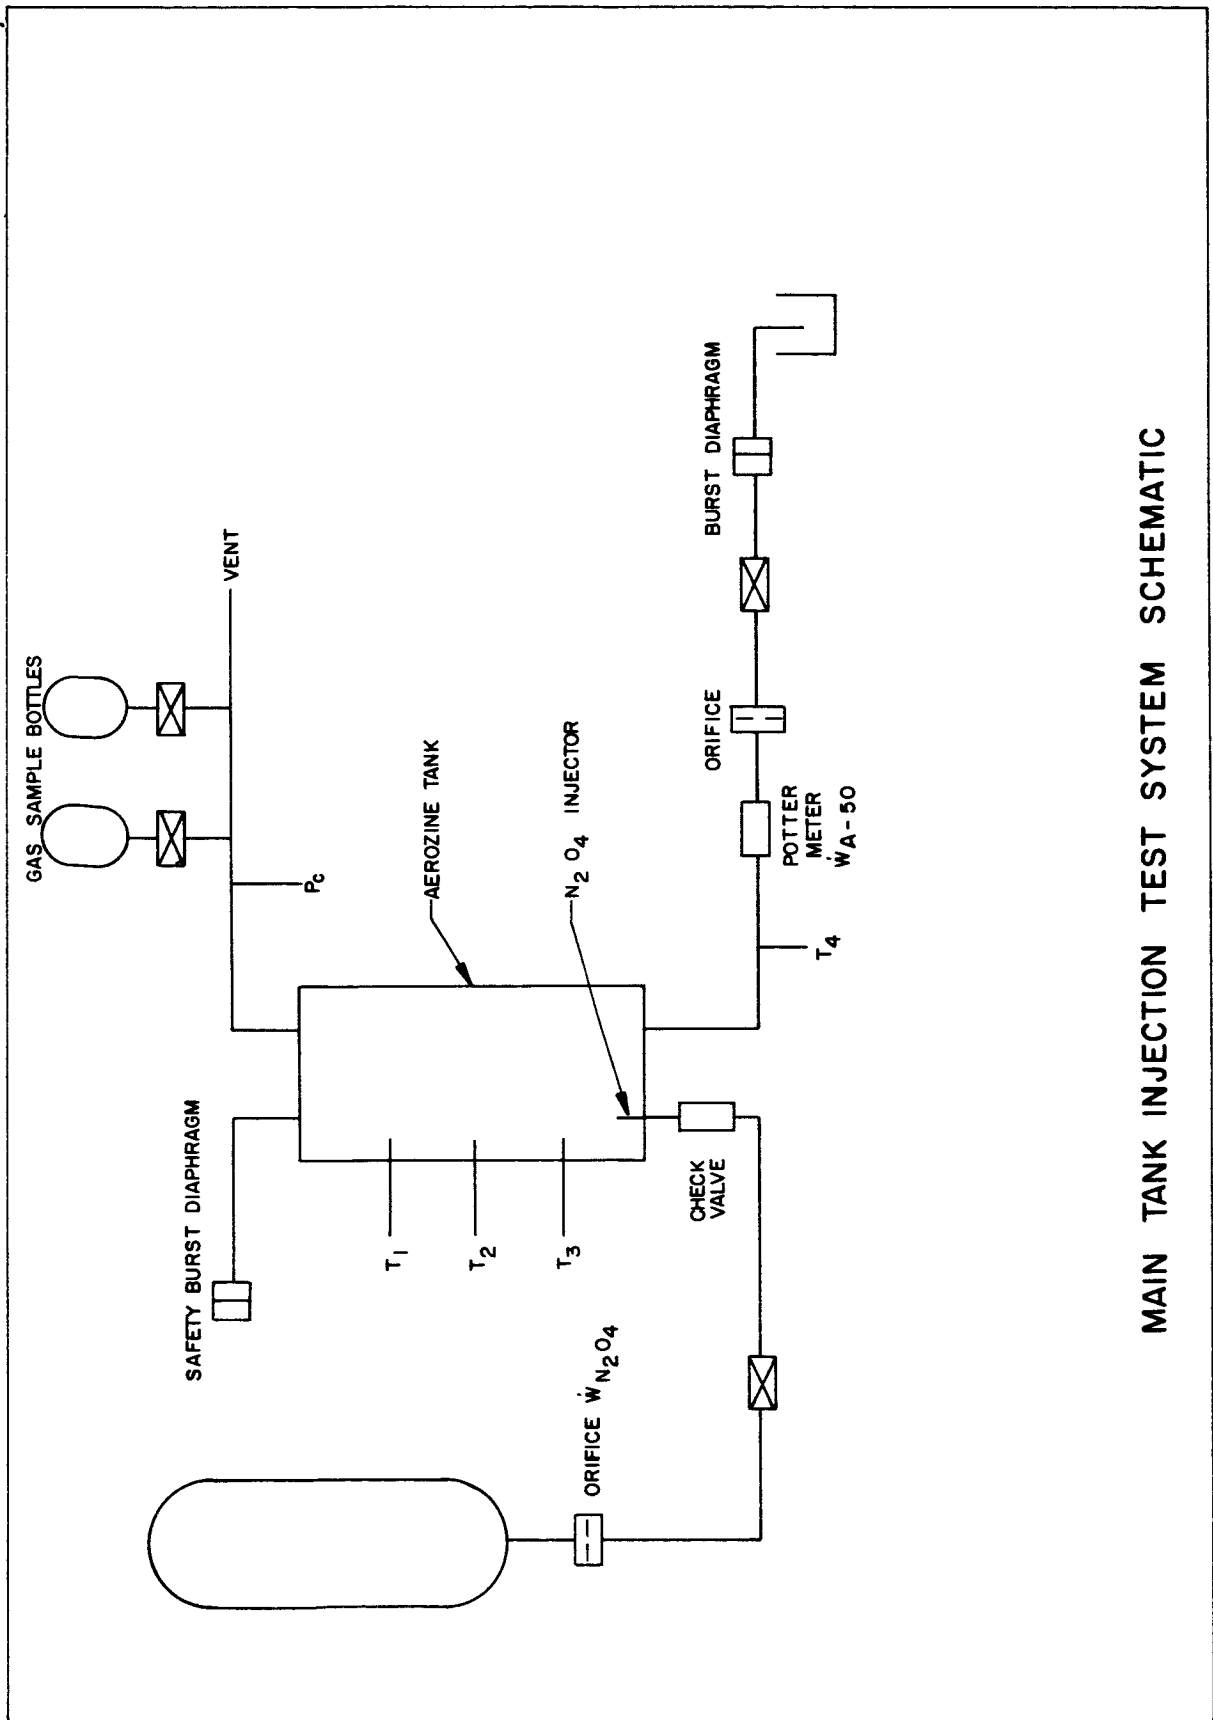 GAS SAMPLE BOTTLES
VENT
SAFETY BURST DIAPHRAGM
Pc
AEROZINE TANK
T1
T2
T3
N2O4 INJECTOR
ORIFICE ẆN2O4
CHECK
VALVE
T4
POTTER
METER
ẆA-50
ORIFICE
BURST DIAPHRAGM
MAIN TANK INJECTION TEST SYSTEM SCHEMATIC